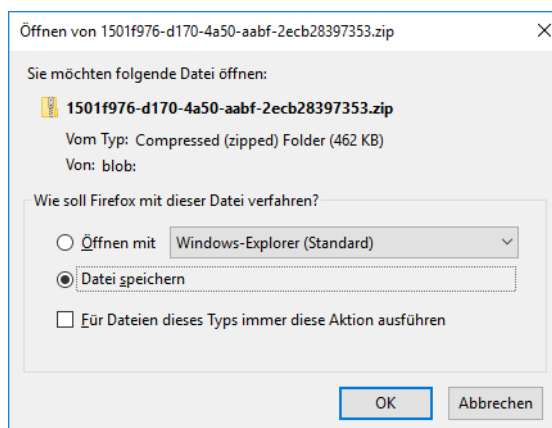 Öffnen von 1501f976-d170-4a50-aabf-2ecb28397353.zip
Sie möchten folgende Datei öffnen:
1501f976-d170-4a50-aabf-2ecb28397353.zip
Vom Typ: Compressed (zipped) Folder (462 KB)
Von: blob:
Wie soll Firefox mit dieser Datei verfahren?
Öffnen mit Windows-Explorer (Standard)
Datei speichern
Für Dateien dieses Typs immer diese Aktion ausführen
OK Abbrechen